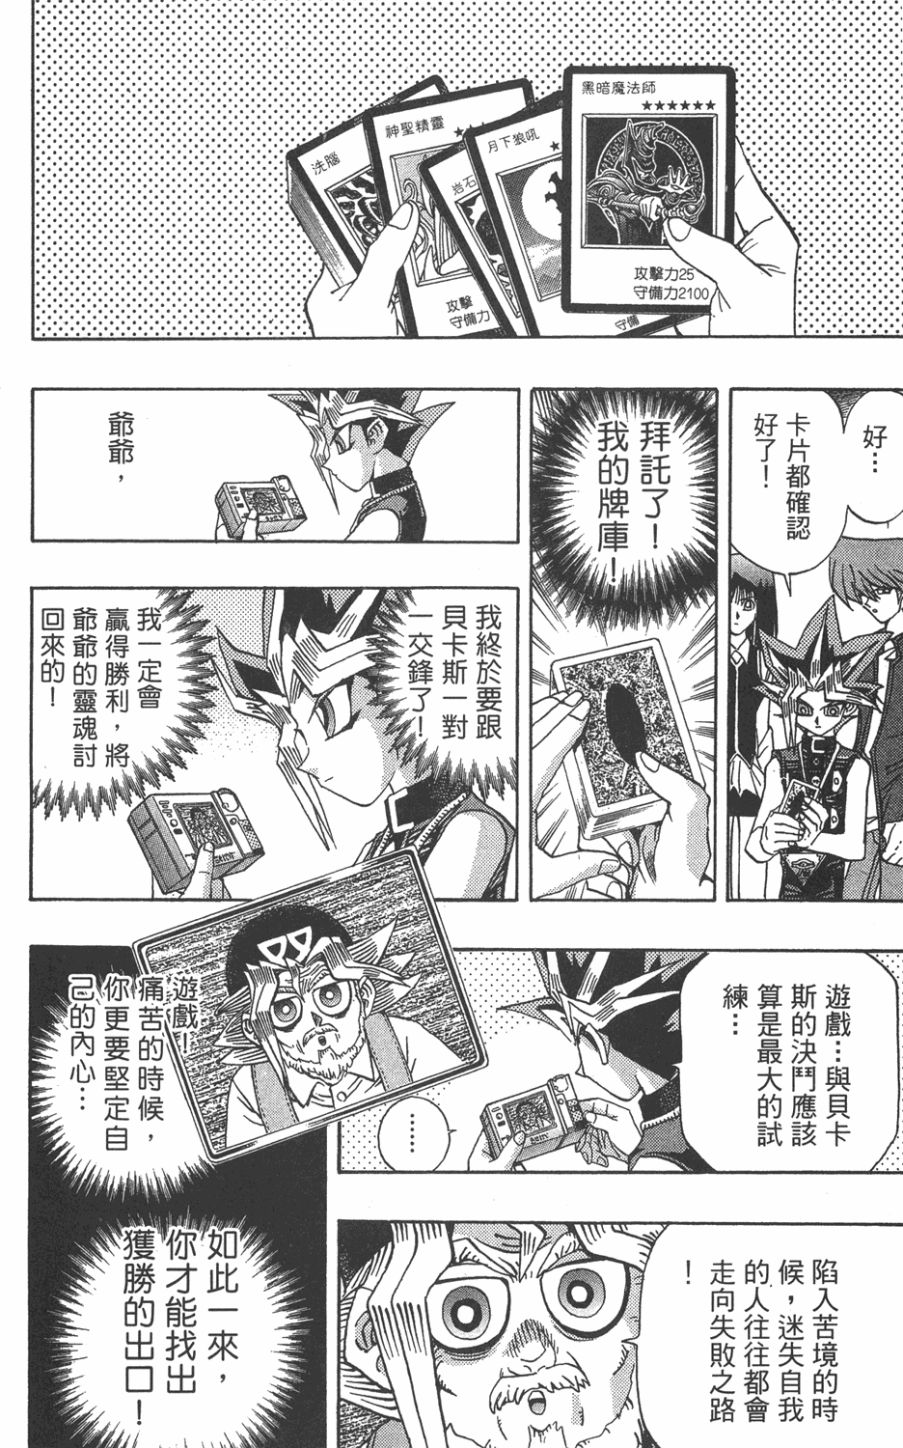 洗腦
神聖精靈
攻擊
守備力
岩石
月下狼吼
守備
黑暗魔法師
★★★★★★
攻擊力25
守備力2100
好…
卡片都確認
好了！
拜託了！
我的牌庫！
爺爺，
我終於要跟
貝卡斯一對
一交鋒了！
我一定會
贏得勝利，將
爺爺的靈魂討
回來的！
遊戲…與貝卡
斯的決鬥應該
算是最大的試
練…
……
遊戲！
痛苦的時候，
你更要堅定自
己的內心…
陷入苦境的時
候，迷失自我
的人往往都會
走向失敗之路
！
如此一來，
你才能找出
獲勝的出口！